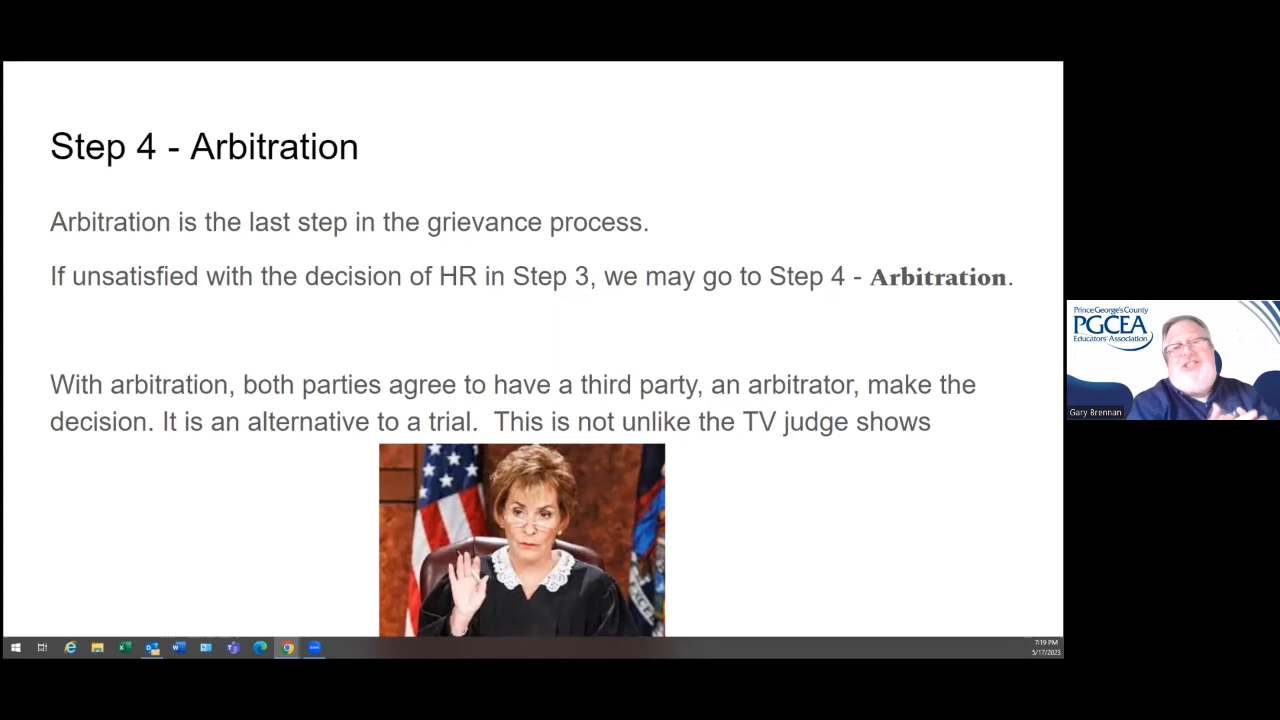 Step 4 - Arbitration
Arbitration is the last step in the grievance process.
If unsatisfied with the decision of HR in Step 3, we may go to Step 4 - Arbitration.
With arbitration, both parties agree to have a third party, an arbitrator, make the
decision. It is an alternative to a trial.  This is not unlike the TV judge shows
Prince George's County
PGCEA
Educators' Association
Gary Brennan
7:19 PM
5/17/2023